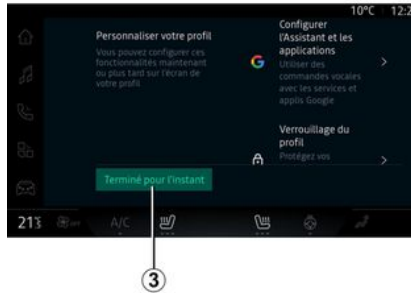 10°C 12:2
Personnaliser votre profil
Vous pouvez configurer ces
fonctionnalités maintenant
ou plus tard sur l'écran de
votre profil
Configurer
l'Assistant et les
applications
Utiliser des
commandes vocales
avec les services et
applis Google
Verrouillage du
profil
Protégez vos
Terminé pour l'instant
21
A/C
3